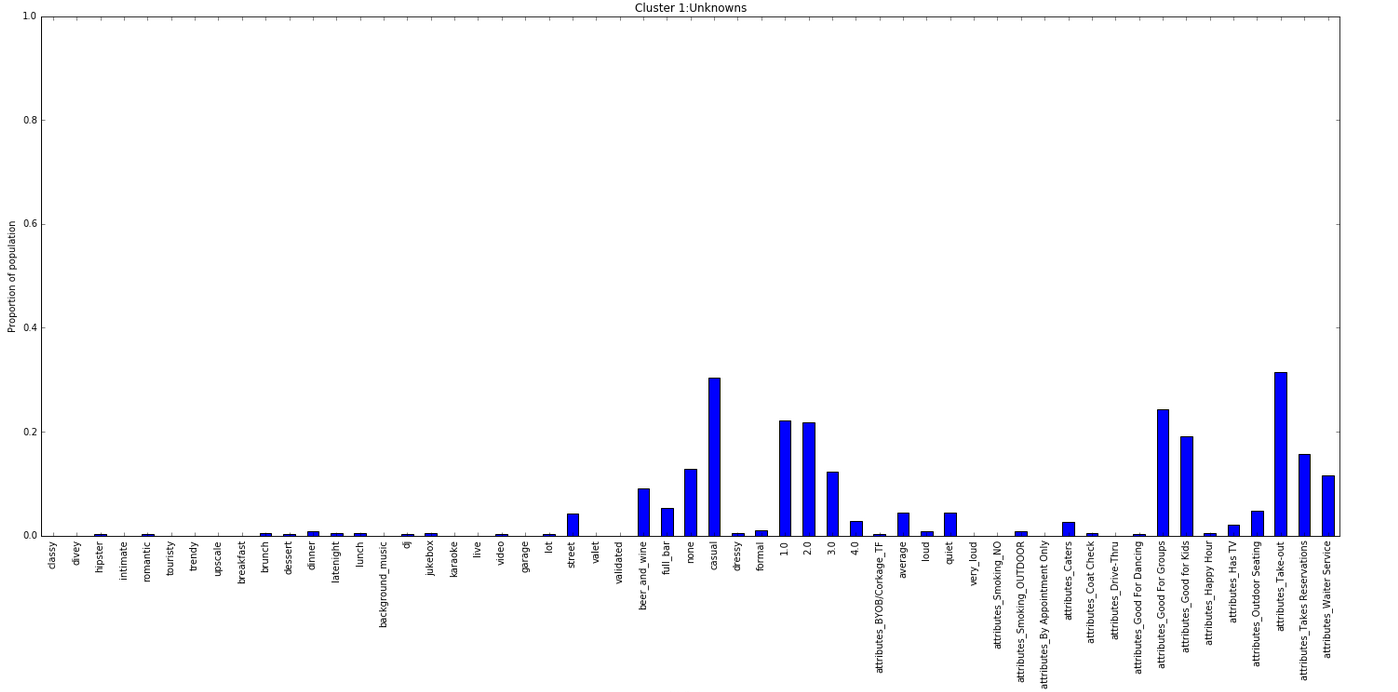 Cluster 1:Unknowns
Proportion of population
1.0
0.8
0.6
0.4
0.2
0.0
classy
divey
hipster
intimate
romantic
touristy
trendy
upscale
breakfast
brunch
dessert
dinner
latenight
lunch
background_music
dj
jukebox
karaoke
live
video
garage
lot
street
valet
validated
beer_and_wine
full_bar
none
casual
dressy
formal
1.0
2.0
3.0
4.0
attributes_BYOB/Corkage_TF
average
loud
quiet
very_loud
attributes_Smoking_NO
attributes_Smoking_OUTDOOR
attributes_By Appointment Only
attributes_Caters
attributes_Coat Check
attributes_Drive-Thru
attributes_Good For Dancing
attributes_Good For Groups
attributes_Good for Kids
attributes_Happy Hour
attributes_Has TV
attributes_Outdoor Seating
attributes_Take-out
attributes_Takes Reservations
attributes_Waiter Service